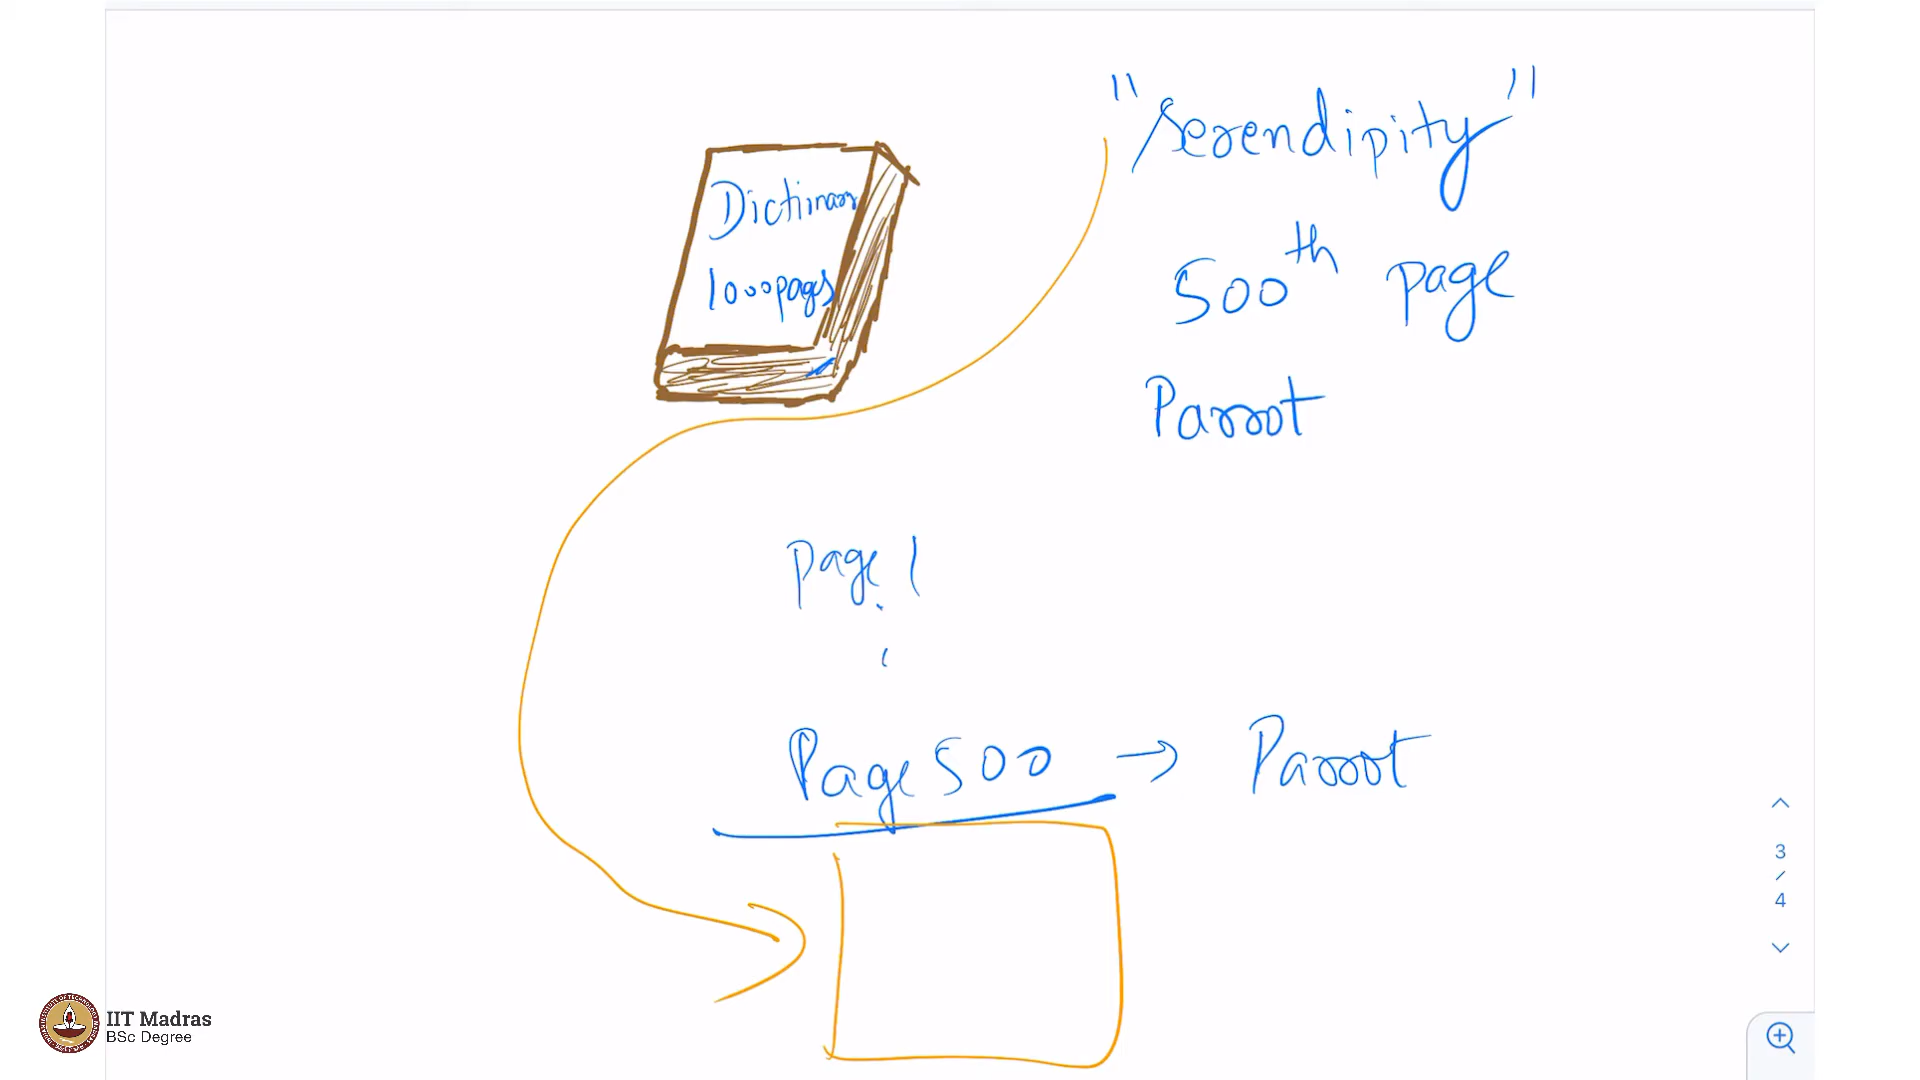 "Serendipity"
Dictionary
1000 pages
500th page
Parrot
page 1
Page 500 → Parrot
3
/
4
IIT Madras
BSc Degree